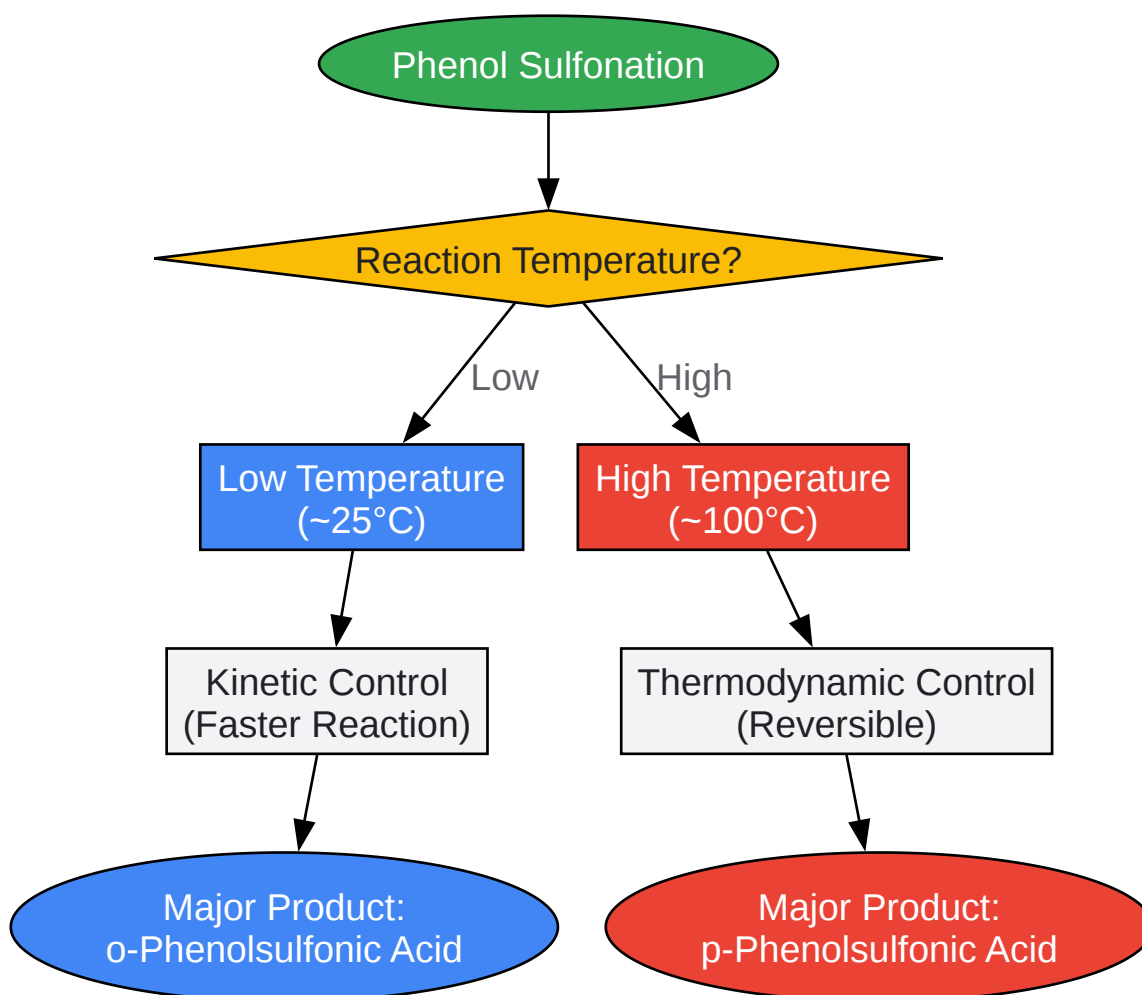 Phenol Sulfonation
Reaction Temperature?
Low
High
Low Temperature
(~25°C)
High Temperature
(~100°C)
Kinetic Control
(Faster Reaction)
Thermodynamic Control
(Reversible)
Major Product:
o-Phenolsulfonic Acid
Major Product:
p-Phenolsulfonic Acid